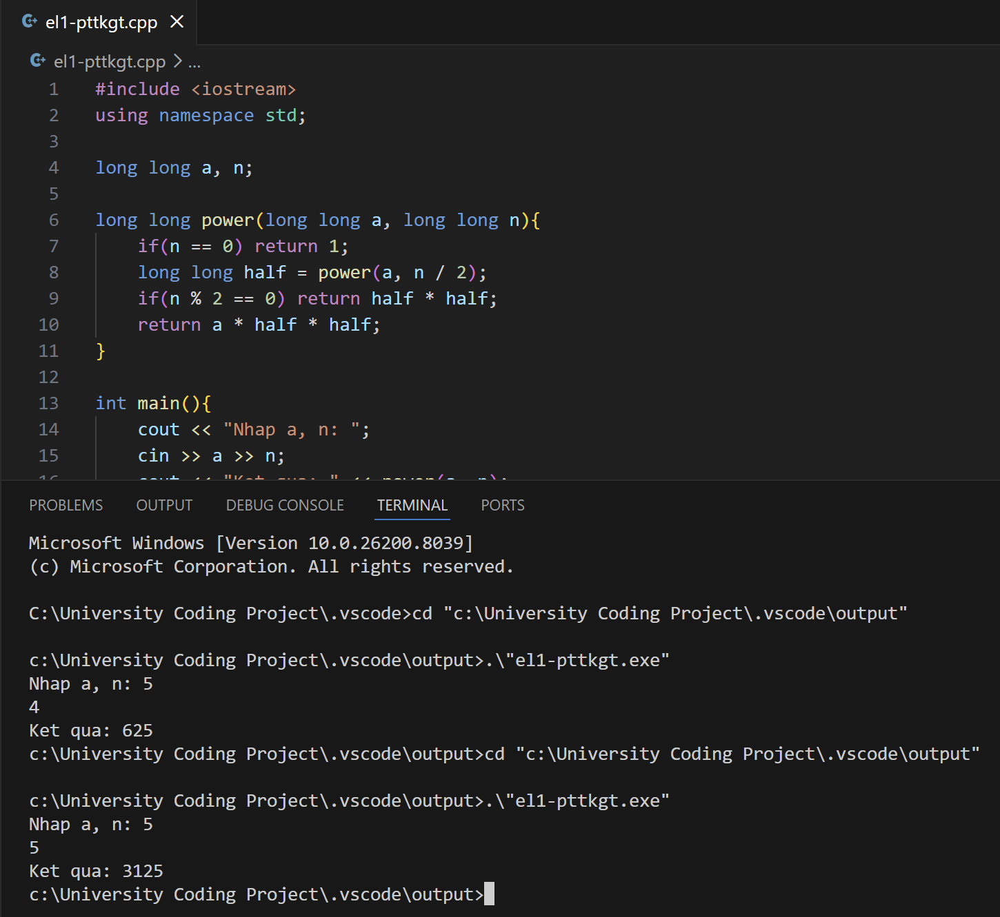 el1-pttkgt.cpp
el1-pttkgt.cpp > ...
1 #include <iostream>
2 using namespace std;
3
4 long long a, n;
5
6 long long power(long long a, long long n){
7 if(n == 0) return 1;
8 long long half = power(a, n / 2);
9 if(n % 2 == 0) return half * half;
10 return a * half * half;
11 }
12
13 int main(){
14 cout << "Nhap a, n: ";
15 cin >> a >> n;
16 cout << "Ket qua: " << power(a, n);
PROBLEMS OUTPUT DEBUG CONSOLE TERMINAL PORTS
Microsoft Windows [Version 10.0.26200.8039]
(c) Microsoft Corporation. All rights reserved.
C:\University Coding Project\.vscode>cd "c:\University Coding Project\.vscode\output"
c:\University Coding Project\.vscode\output>.\"el1-pttkgt.exe"
Nhap a, n: 5
4
Ket qua: 625
c:\University Coding Project\.vscode\output>cd "c:\University Coding Project\.vscode\output"
c:\University Coding Project\.vscode\output>.\"el1-pttkgt.exe"
Nhap a, n: 5
5
Ket qua: 3125
c:\University Coding Project\.vscode\output>